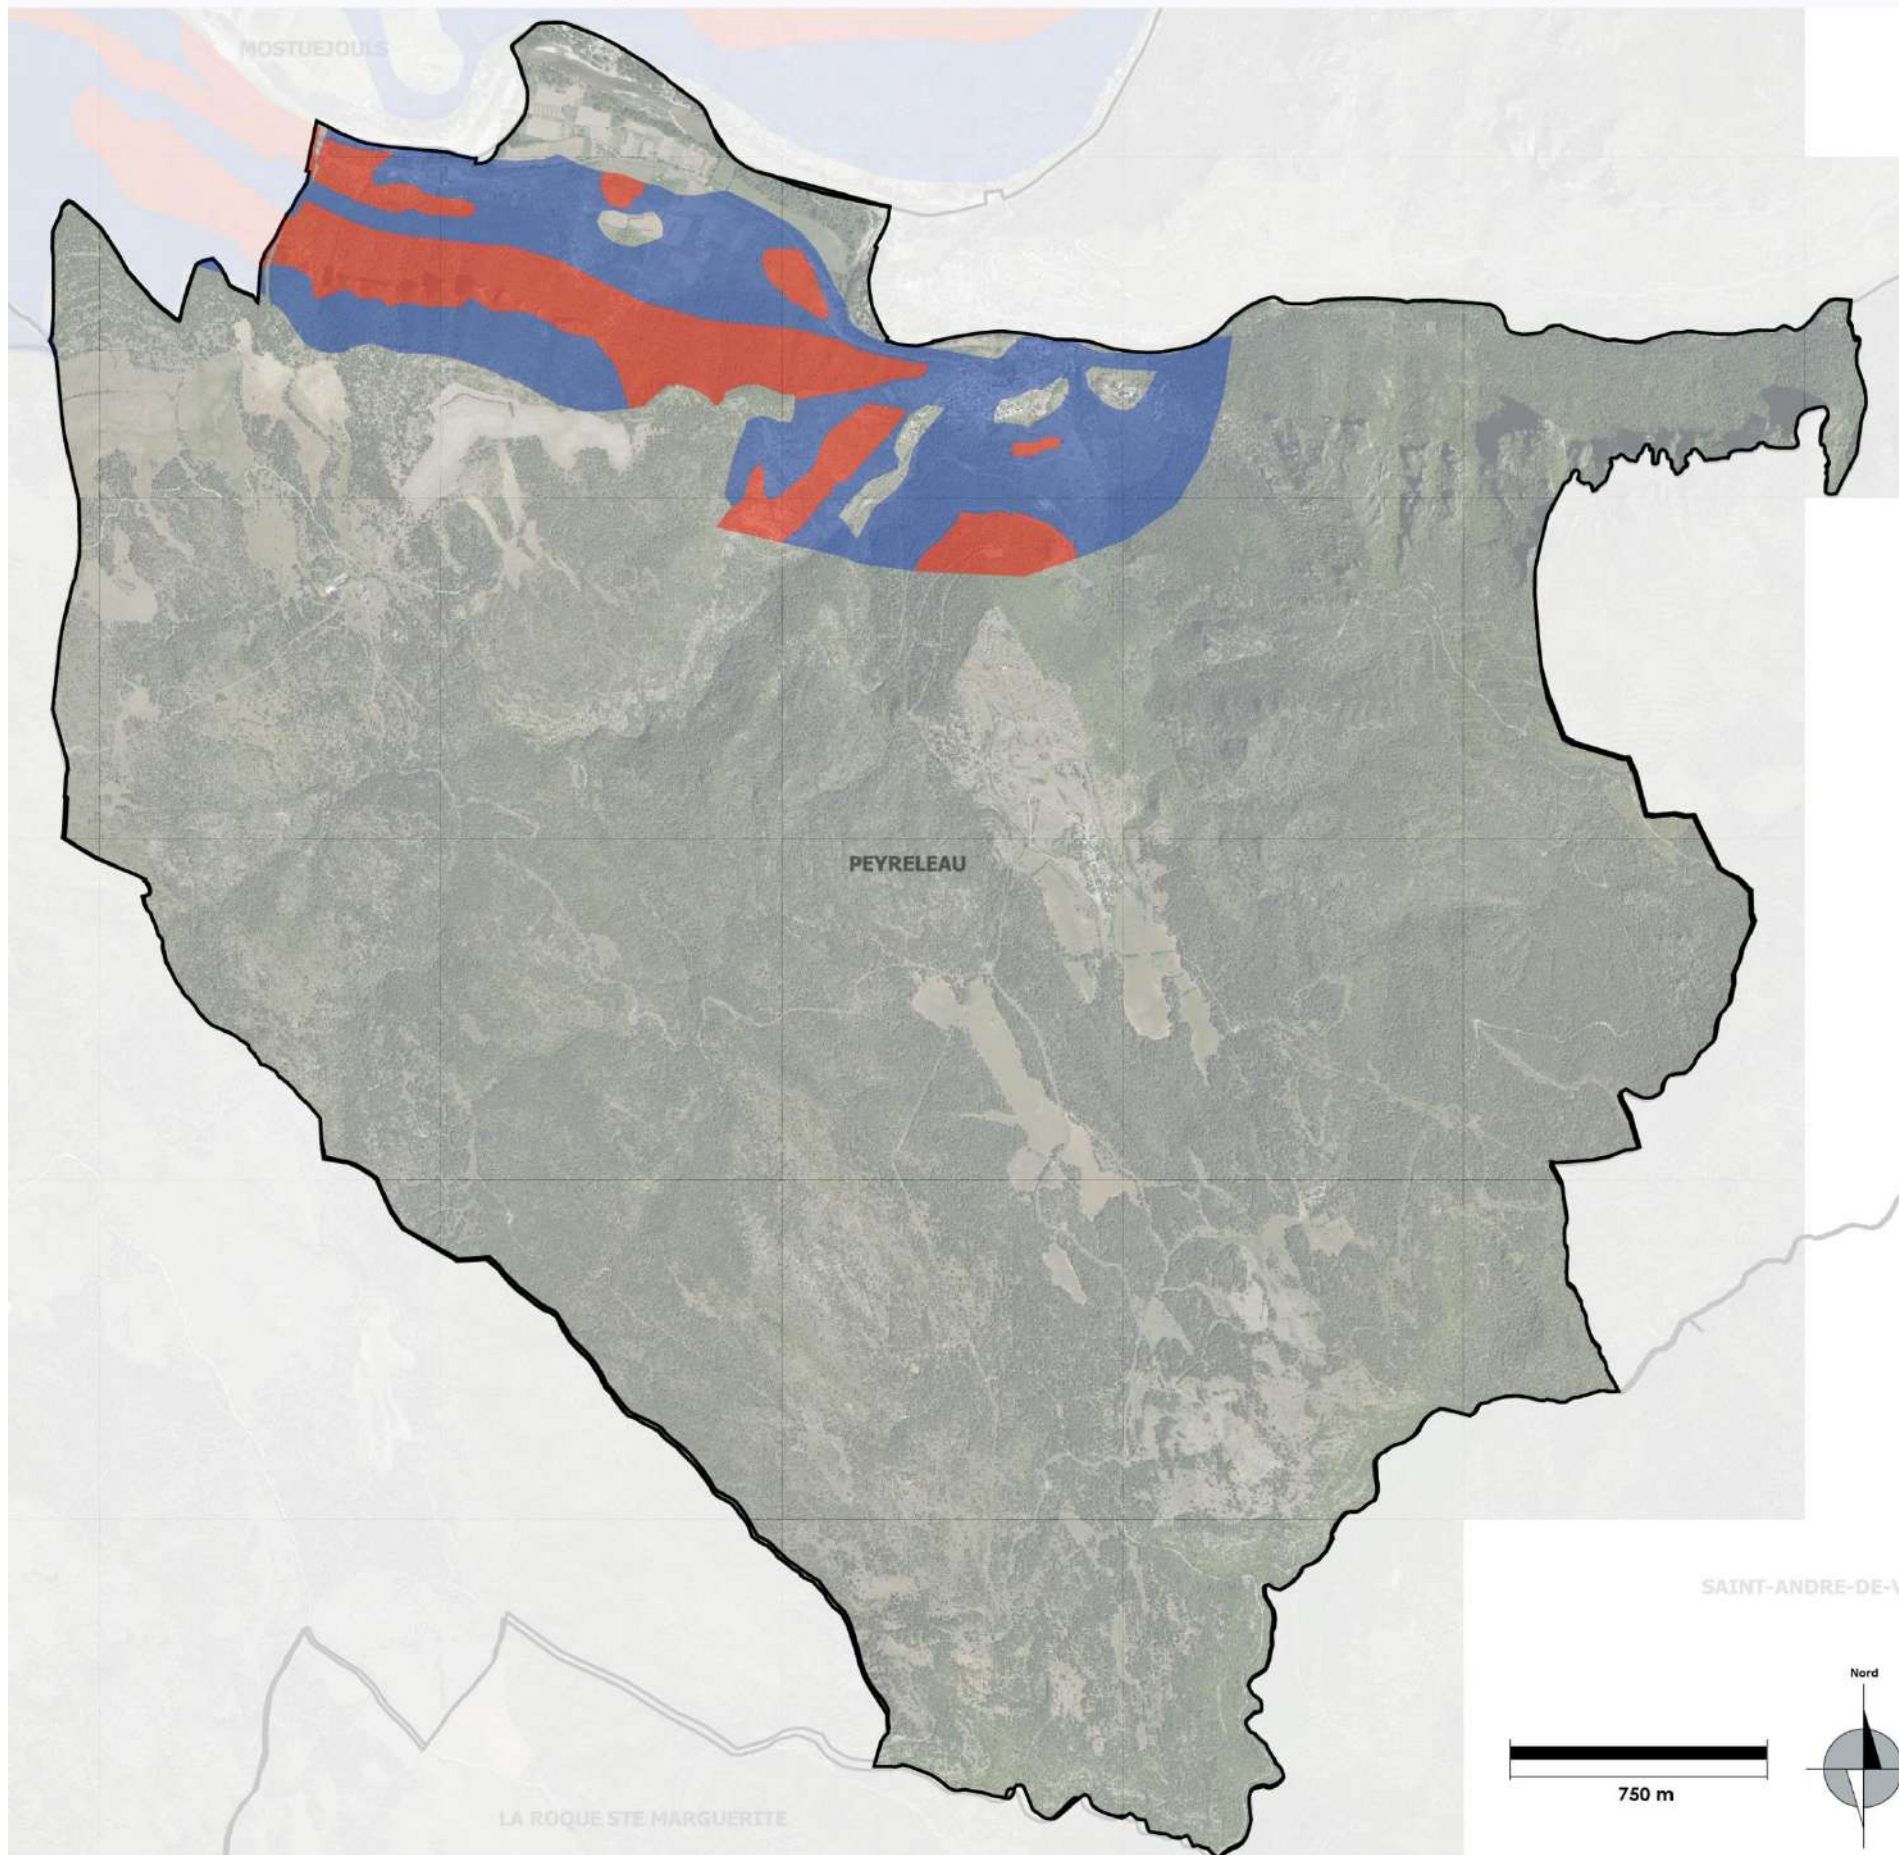 MOSTUEJOULS
PEYRELEAU
SAINT-ANDRE-DE-V
Nord
750 m
LA ROQUE STE MARGUERITE